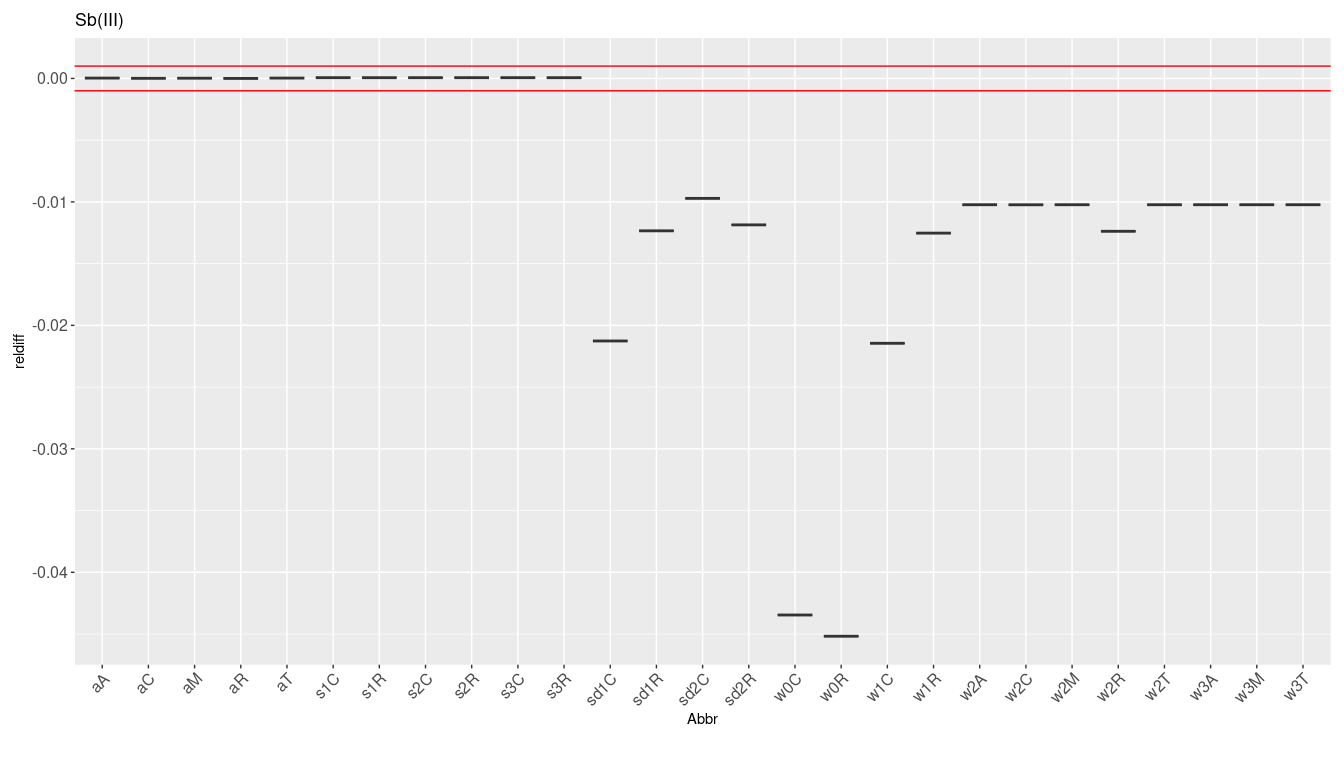 Sb(III)
0.00
-0.01
-0.02
-0.03
-0.04
reldiff
aA aC aM aR aT s1C s1R s2C s2R s3C s3R sd1C sd1R sd2C sd2R w0C w0R w1C w1R w2A w2C w2M w2R w2T w3A w3M w3T
Abbr